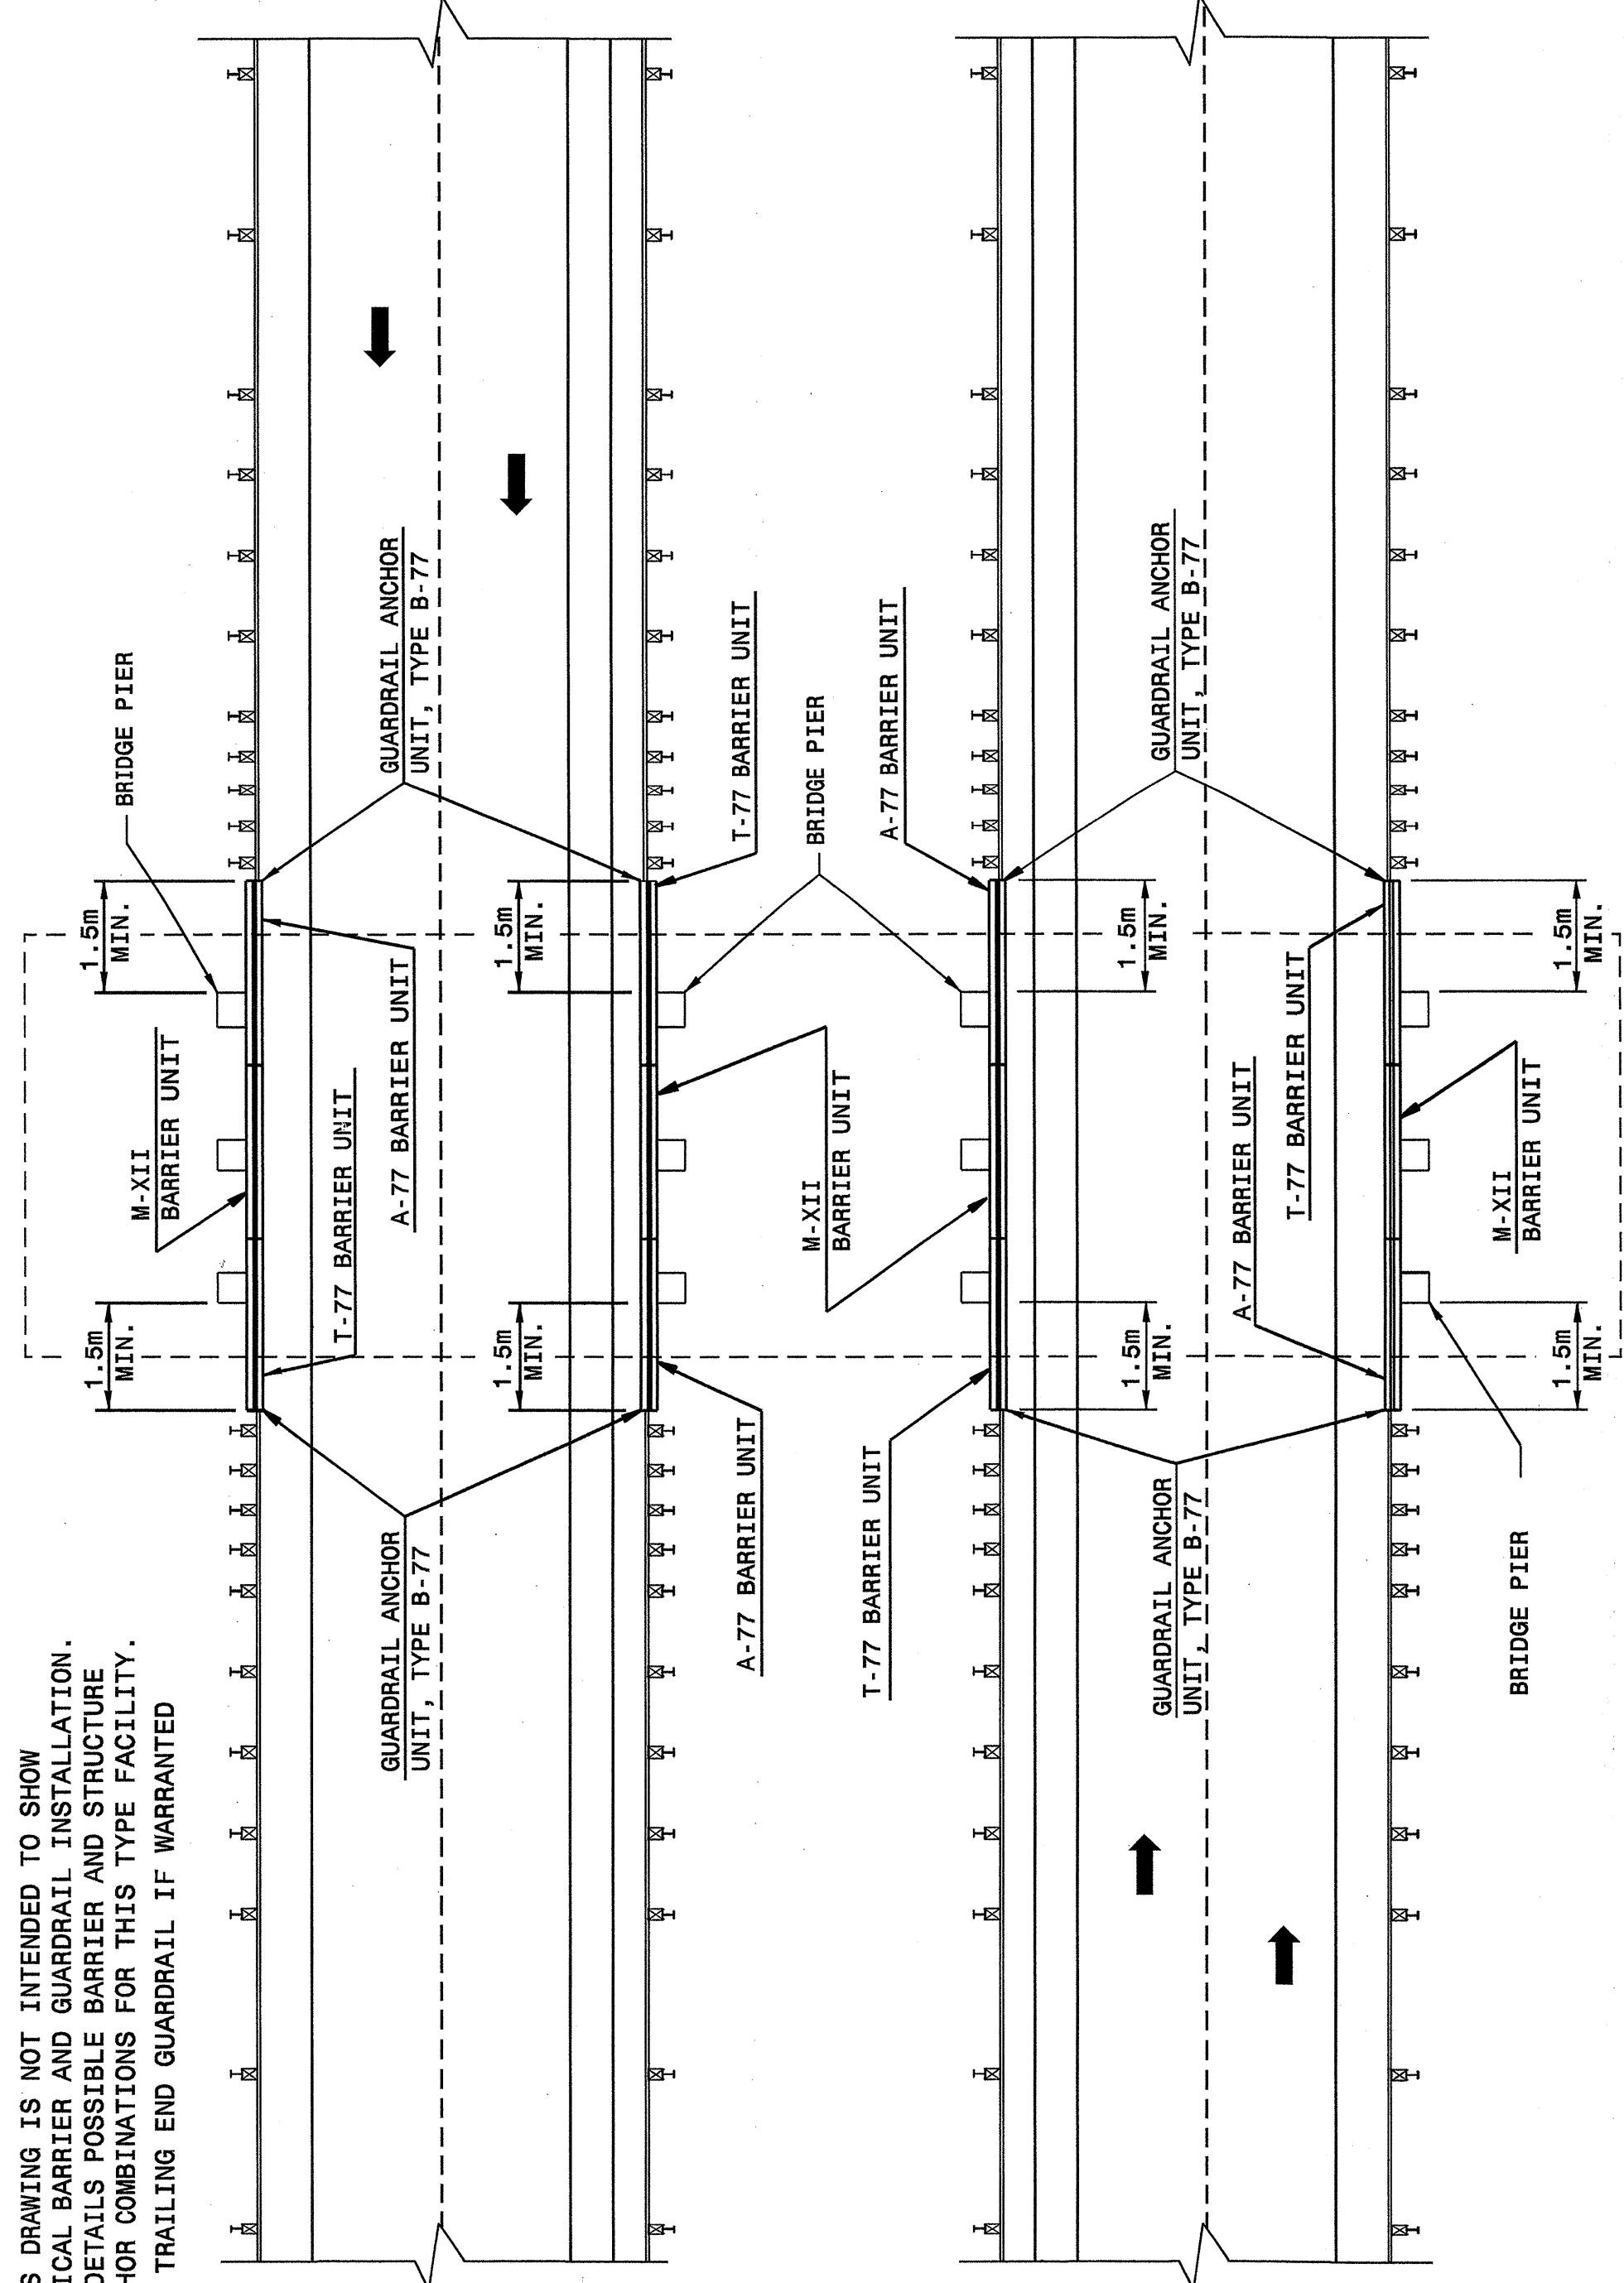 S DRAWING IS NOT INTENDED TO SHOW
ICAL BARRIER AND GUARDRAIL INSTALLATION.
DETAILS POSSIBLE BARRIER AND STRUCTURE
HOR COMBINATIONS FOR THIS TYPE FACILITY.
TRAILING END GUARDRAIL IF WARRANTED
1.5m
MIN.
M-XII
BARRIER UNIT
1.5m
MIN.
BRIDGE PIER
T-77 BARRIER UNIT
A-77 BARRIER UNIT
GUARDRAIL ANCHOR
UNIT, TYPE B-77
GUARDRAIL ANCHOR
UNIT, TYPE B-77
1.5m
MIN.
1.5m
MIN.
A-77 BARRIER UNIT
T-77 BARRIER UNIT
M-XII
BARRIER UNIT
BRIDGE PIER
T-77 BARRIER UNIT
A-77 BARRIER UNIT
1.5m
MIN.
1.5m
MIN.
GUARDRAIL ANCHOR
UNIT, TYPE B-77
GUARDRAIL ANCHOR
UNIT, TYPE B-77
A-77 BARRIER UNIT
T-77 BARRIER UNIT
BRIDGE PIER
M-XII
BARRIER UNIT
1.5m
MIN.
1.5m
MIN.